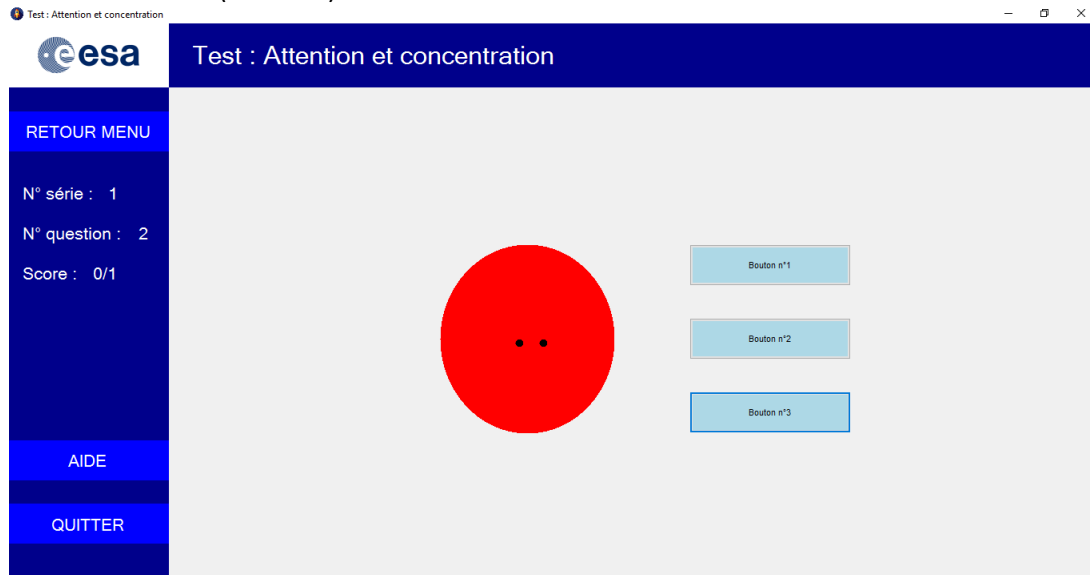 Test : Attention et concentration
esa
Test : Attention et concentration
RETOUR MENU
N° série : 1
N° question : 2
Score : 0/1
Bouton n°1
Bouton n°2
Bouton n°3
AIDE
QUITTER